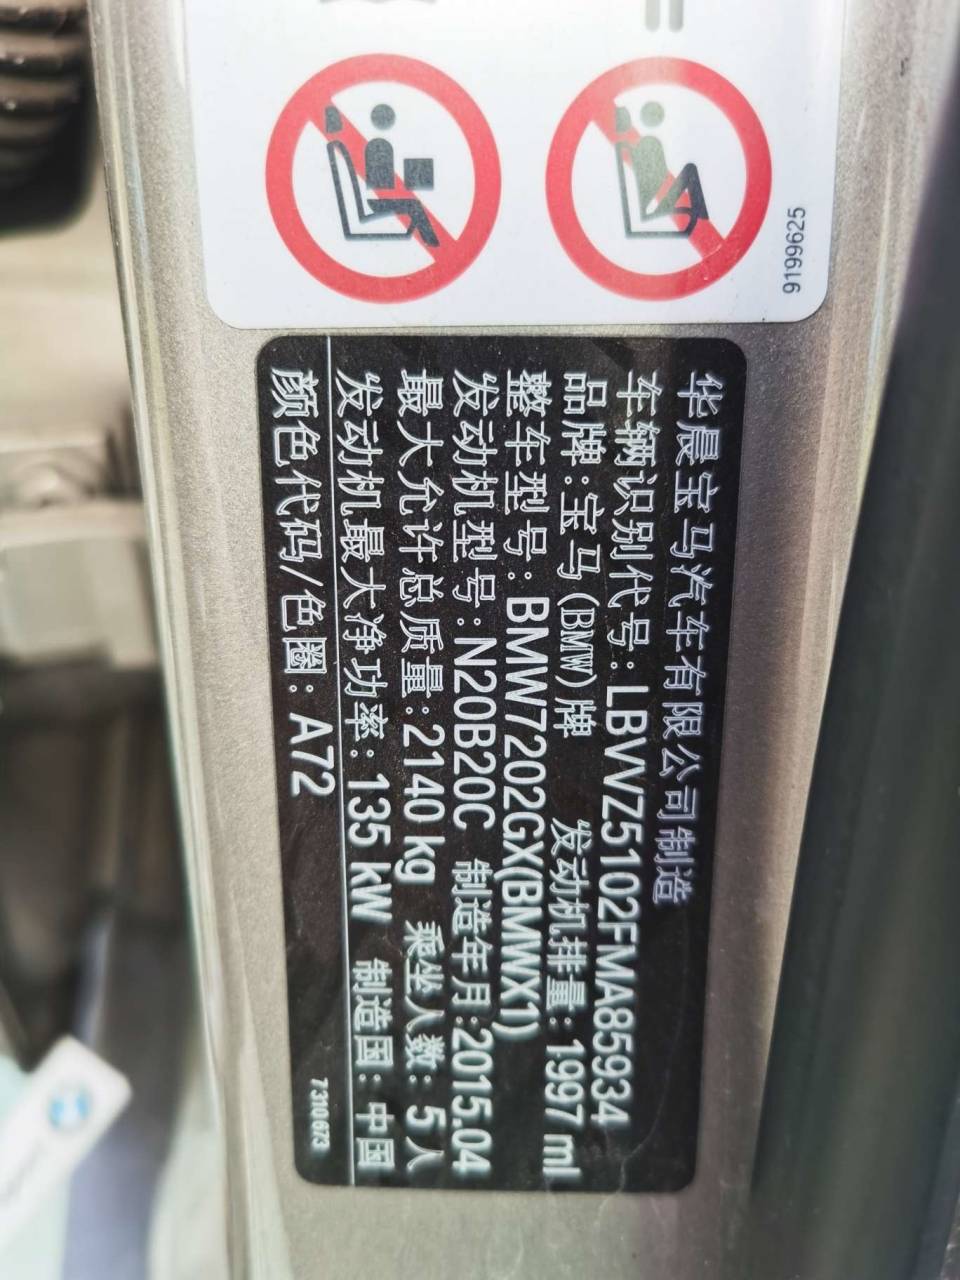 9199625
华晨宝马汽车有限公司制造
车辆识别代号:LBVVZ5102FMA85934
品牌:宝马(BMW)牌 发动机排量:1997 ml
整车型号:BMW7202GX(BMWX1)
发动机型号:N20B20C 制造年月:2015.04
最大允许总质量:2140 kg 乘坐人数:5人
发动机最大净功率:135 kW 制造国:中国
颜色代码/色圈:A72
7 310 673